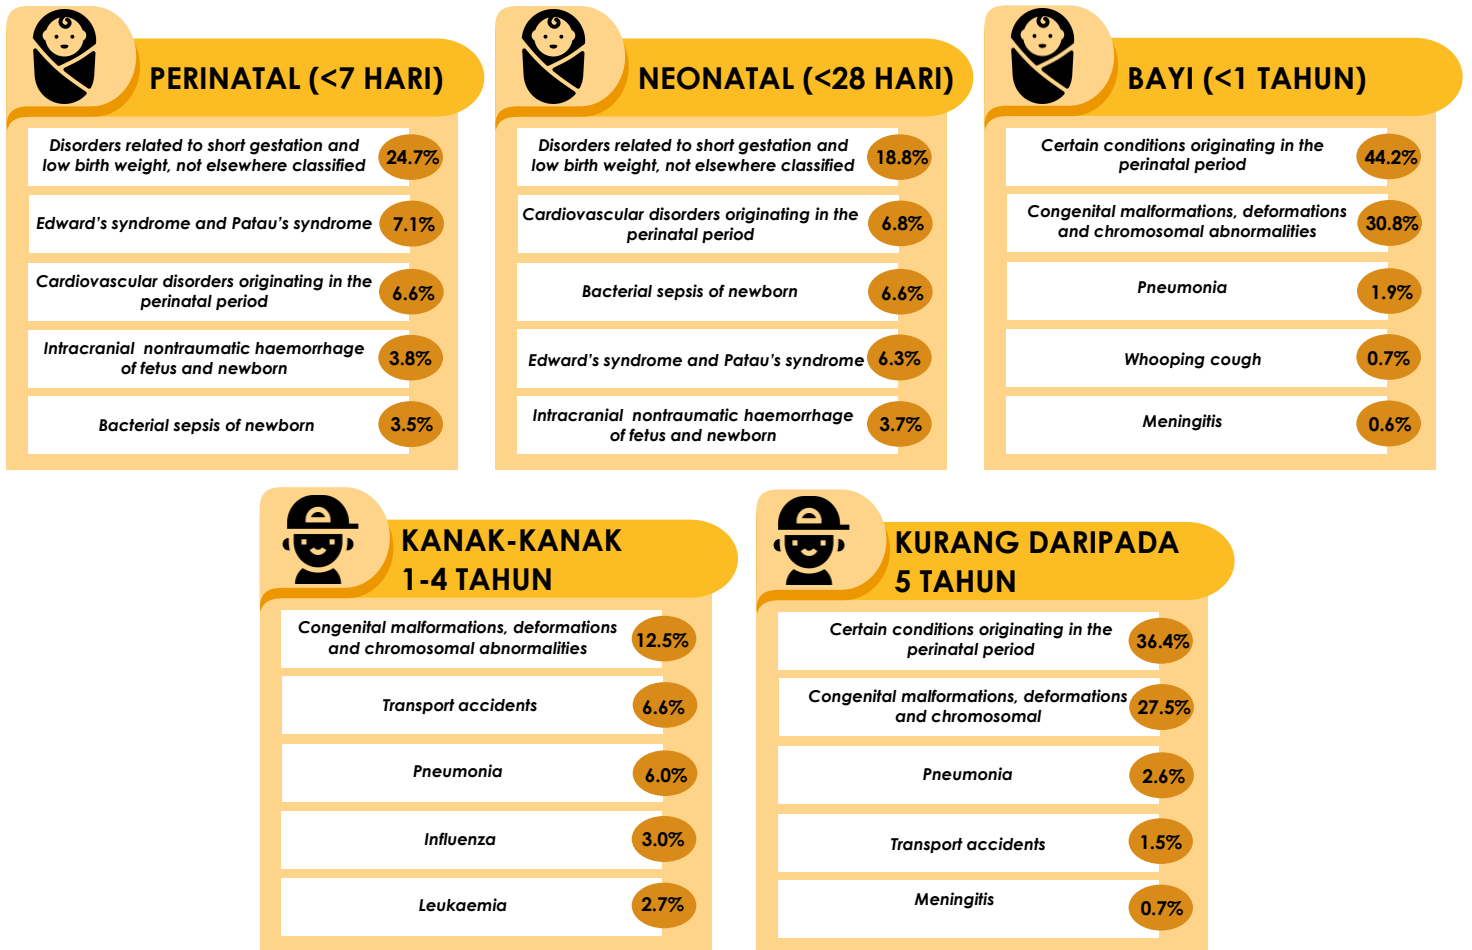 PERINATAL (<7 HARI)
Disorders related to short gestation and
low birth weight, not elsewhere classified
24.7%
Edward's syndrome and Patau's syndrome
7.1%
Cardiovascular disorders originating in the
perinatal period
6.6%
Intracranial nontraumatic haemorrhage
of fetus and newborn
3.8%
Bacterial sepsis of newborn
3.5%
NEONATAL (<28 HARI)
Disorders related to short gestation and
low birth weight, not elsewhere classified
18.8%
Cardiovascular disorders originating in the
perinatal period
6.8%
Bacterial sepsis of newborn
6.6%
Edward's syndrome and Patau's syndrome
6.3%
Intracranial nontraumatic haemorrhage
of fetus and newborn
3.7%
BAYI (<1 TAHUN)
Certain conditions originating in the
perinatal period
44.2%
Congenital malformations, deformations
and chromosomal abnormalities
30.8%
Pneumonia
1.9%
Whooping cough
0.7%
Meningitis
0.6%
KANAK-KANAK
1-4 TAHUN
Congenital malformations, deformations
and chromosomal abnormalities
12.5%
Transport accidents
6.6%
Pneumonia
6.0%
Influenza
3.0%
Leukaemia
2.7%
KURANG DARIPADA
5 TAHUN
Certain conditions originating in the
perinatal period
36.4%
Congenital malformations, deformations
and chromosomal
27.5%
Pneumonia
2.6%
Transport accidents
1.5%
Meningitis
0.7%